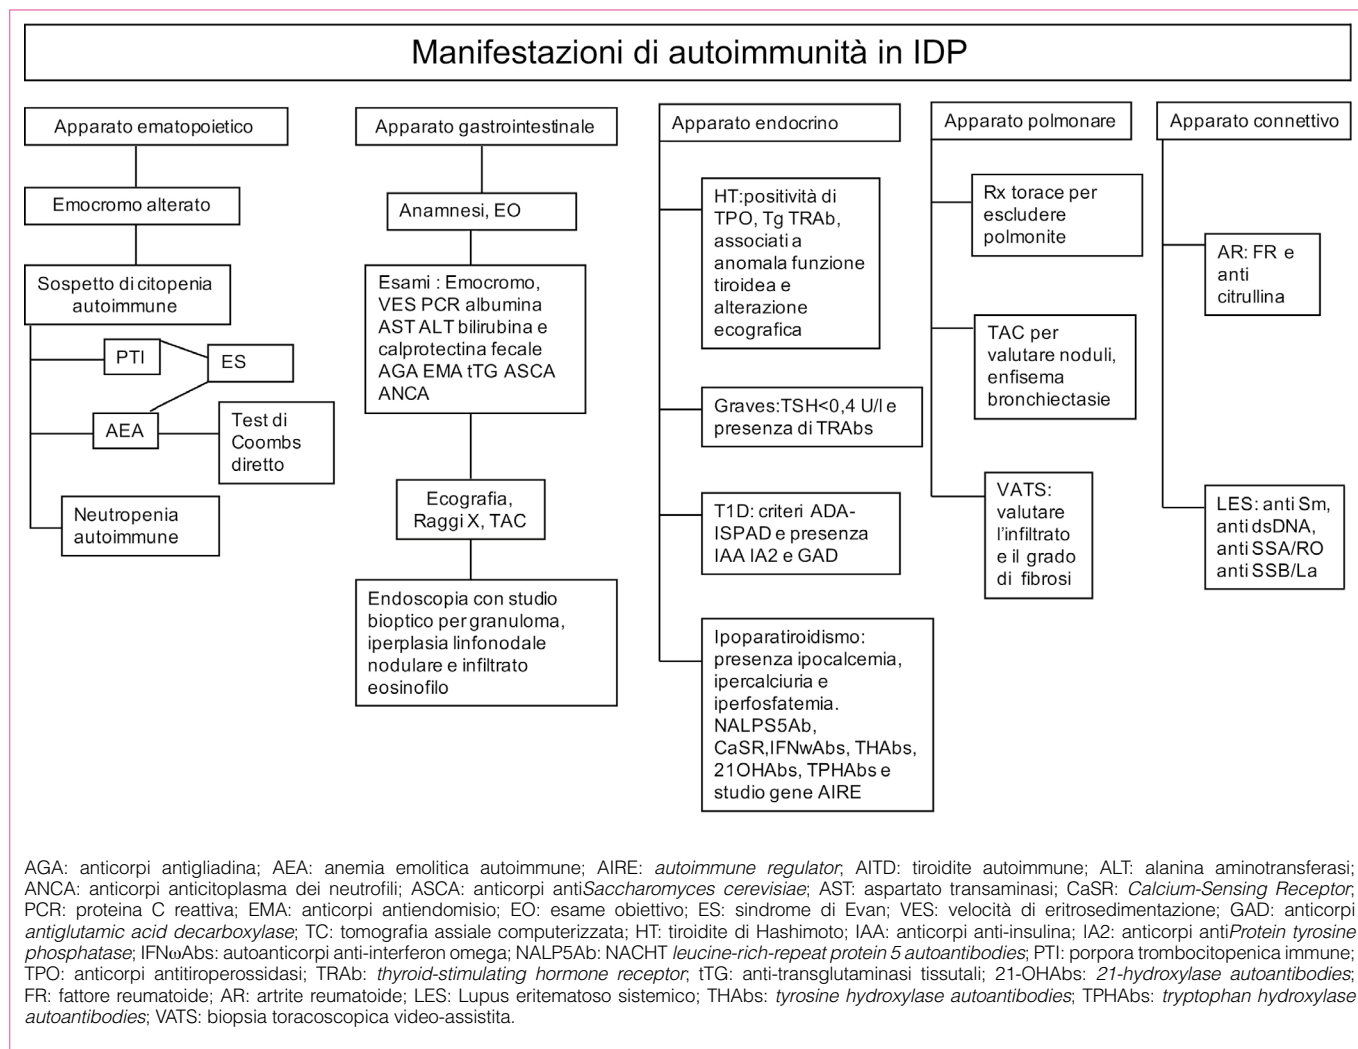 Manifestazioni di autoimmunità in IDP
Apparato ematopoietico
Emocromo alterato
Sospetto di citopenia
autoimmune
PTI
ES
AEA
Test di
Coombs
diretto
Neutropenia
autoimmune
Apparato gastrointestinale
Anamnesi, EO
Esami : Emocromo,
VES PCR albumina
AST ALT bilirubina e
calprotectina fecale
AGA EMA tTG ASCA
ANCA
Ecografia,
Raggi X, TAC
Endoscopia con studio
bioptico per granuloma,
iperplasia linfonodale
nodulare e infiltrato
eosinofilo
Apparato endocrino
HT:positività di
TPO, Tg TRAb,
associati a
anomala funzione
tiroidea e
alterazione
ecografica
Graves:TSH<0,4 U/l e
presenza di TRAbs
T1D: criteri ADA-
ISPAD e presenza
IAA IA2 e GAD
Ipoparatiroidismo:
presenza ipocalcemia,
ipercalciuria e
iperfosfatemia.
NALPS5Ab,
CaSR,IFNwAbs, THAbs,
21OHAbs, TPHAbs e
studio gene AIRE
Apparato polmonare
Rx torace per
escludere
polmonite
TAC per
valutare noduli,
enfisema
bronchiectasie
VATS:
valutare
l'infiltrato
e il grado
di fibrosi
Apparato connettivo
AR: FR e
anti
citrullina
LES: anti Sm,
anti dsDNA,
anti SSA/RO
anti SSB/La
AGA: anticorpi antigliadina; AEA: anemia emolitica autoimmune; AIRE: autoimmune regulator; AITD: tiroidite autoimmune; ALT: alanina aminotransferasi;
ANCA: anticorpi anticitoplasma dei neutrofili; ASCA: anticorpi antiSaccharomyces cerevisiae; AST: aspartato transaminasi; CaSR: Calcium-Sensing Receptor;
PCR: proteina C reattiva; EMA: anticorpi antiendomisio; EO: esame obiettivo; ES: sindrome di Evan; VES: velocità di eritrosedimentazione; GAD: anticorpi
antiglutamic acid decarboxylase; TC: tomografia assiale computerizzata; HT: tiroidite di Hashimoto; IAA: anticorpi anti-insulina; IA2: anticorpi antiProtein tyrosine
phosphatase; IFNωAbs: autoanticorpi anti-interferon omega; NALP5Ab: NACHT leucine-rich-repeat protein 5 autoantibodies; PTI: porpora trombocitopenica immune;
TPO: anticorpi antitiroperossidasi; TRAb: thyroid-stimulating hormone receptor; tTG: anti-transglutaminasi tissutali; 21-OHAbs: 21-hydroxylase autoantibodies;
FR: fattore reumatoide; AR: artrite reumatoide; LES: Lupus eritematoso sistemico; THAbs: tyrosine hydroxylase autoantibodies; TPHAbs: tryptophan hydroxylase
autoantibodies; VATS: biopsia toracoscopica video-assistita.